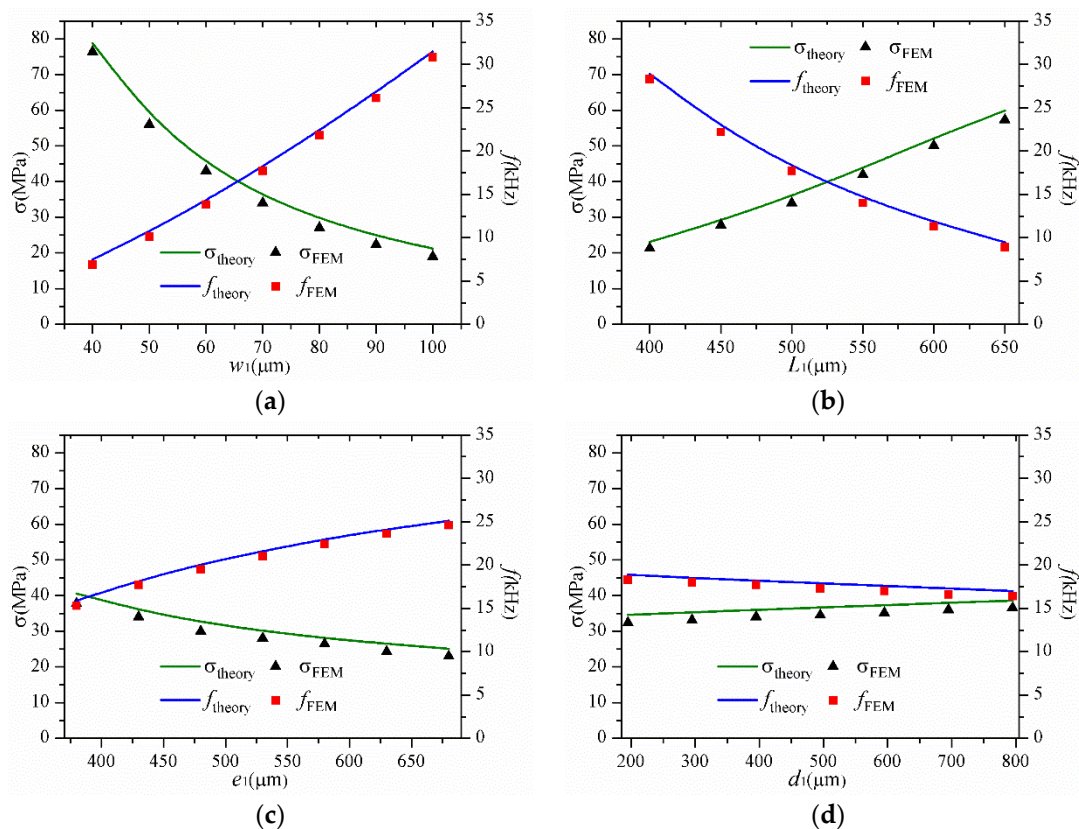 80
70
60
50
40
30
20
10
0
σ(MPa)
35
30
25
20
15
10
5
0
f(kHz)
σtheory σFEM
ftheory fFEM
40 50 60 70 80 90 100
w1(μm)
(a)
80
70
60
50
40
30
20
10
0
σ(MPa)
35
30
25
20
15
10
5
0
f(kHz)
σtheory σFEM
ftheory fFEM
400 450 500 550 600 650
L1(μm)
(b)
80
70
60
50
40
30
20
10
0
σ(MPa)
35
30
25
20
15
10
5
0
f(kHz)
σtheory σFEM
ftheory fFEM
400 450 500 550 600 650
e1(μm)
(c)
80
70
60
50
40
30
20
10
0
σ(MPa)
35
30
25
20
15
10
5
0
f(kHz)
σtheory σFEM
ftheory fFEM
200 300 400 500 600 700 800
d1(μm)
(d)